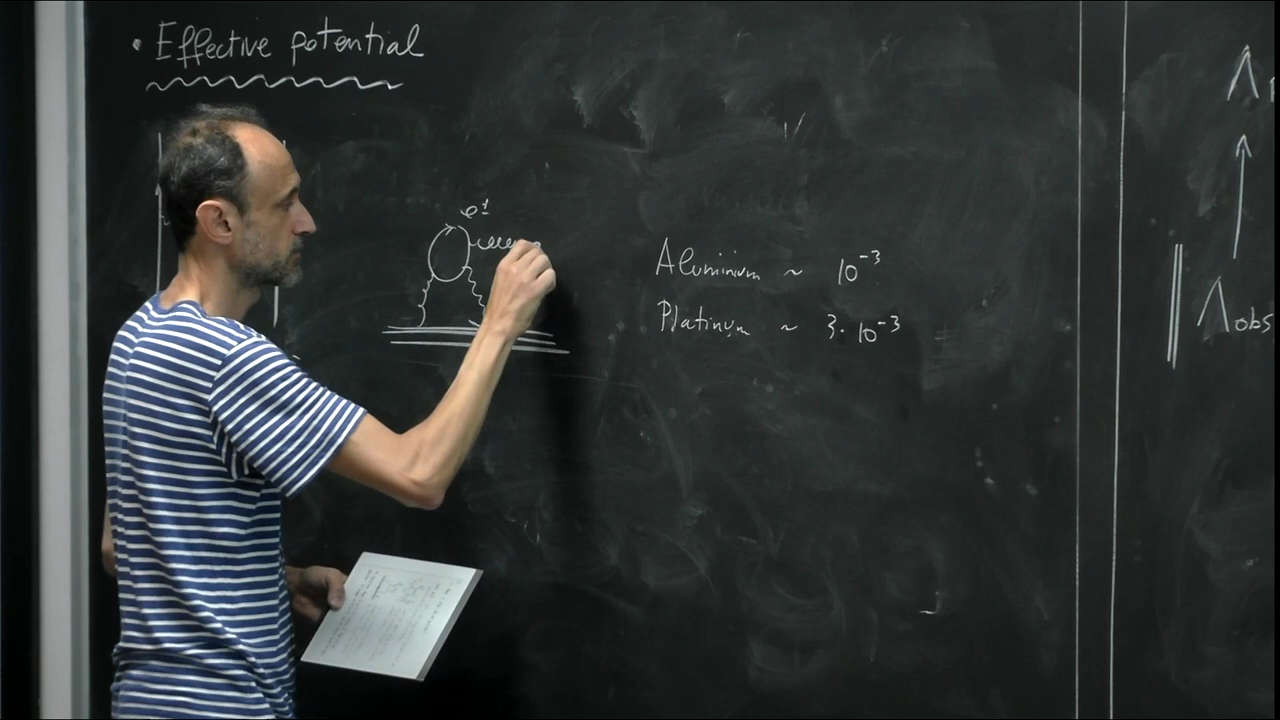 • Effective potential
Aluminium ~ 10⁻³
Platinum ~ 3 · 10⁻³
Λ
Λobs